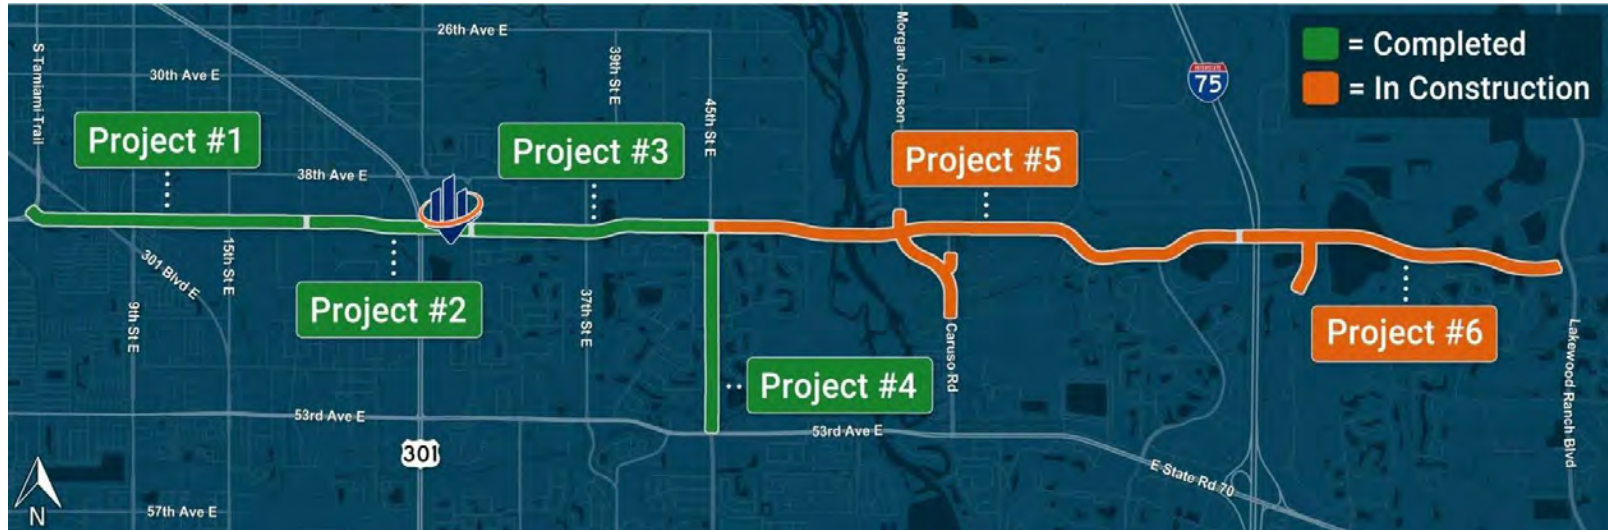 26th Ave E
Morgan Johnson
= Completed
= In Construction
S Tamiami Trail
30th Ave E
39th St E
INTERSTATE
75
45th St E
Project #1
Project #3
Project #5
38th Ave E
15th St E
301 Blvd E
Project #2
9th St E
37th St E
Project #6
Caruso Rd
Lakewood Ranch Blvd
Project #4
53rd Ave E
53rd Ave E
301
E State Rd 70
57th Ave E
N